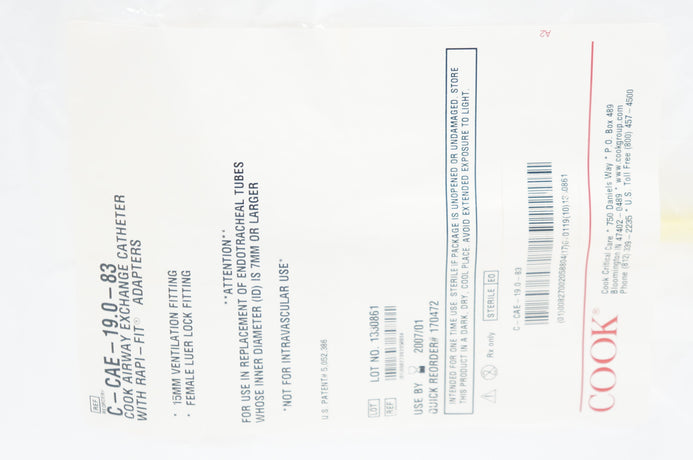 REF
REORDER#
C-CAE-19.0-83
COOK AIRWAY EXCHANGE CATHETER
WITH RAPI-FIT® ADAPTERS
* 15MM VENTILATION FITTING
* FEMALE LUER LOCK FITTING
**ATTENTION**
FOR USE IN REPLACEMENT OF ENDOTRACHEAL TUBES
WHOSE INNER DIAMETER (ID) IS 7MM OR LARGER
*NOT FOR INTRAVASCULAR USE*
U.S. PATENT# 5,052,386
LOT LOT NO. 1330861
REF
USE BY 2007/01
QUICK REORDER# 170472
INTENDED FOR ONE TIME USE. STERILE IF PACKAGE IS UNOPENED OR UNDAMAGED. STORE
THIS PRODUCT IN A DARK, DRY, COOL PLACE. AVOID EXTENDED EXPOSURE TO LIGHT.
Rx only STERILE EO
C-CAE-19.0-83
COOK®
Cook Critical Care * 750 Daniels Way * P.O. Box 489
Bloomington IN 47402-0489 * www.cookgroup.com
Phone (812) 339-2235 * U.S. Toll Free (800) 457-4500
A2